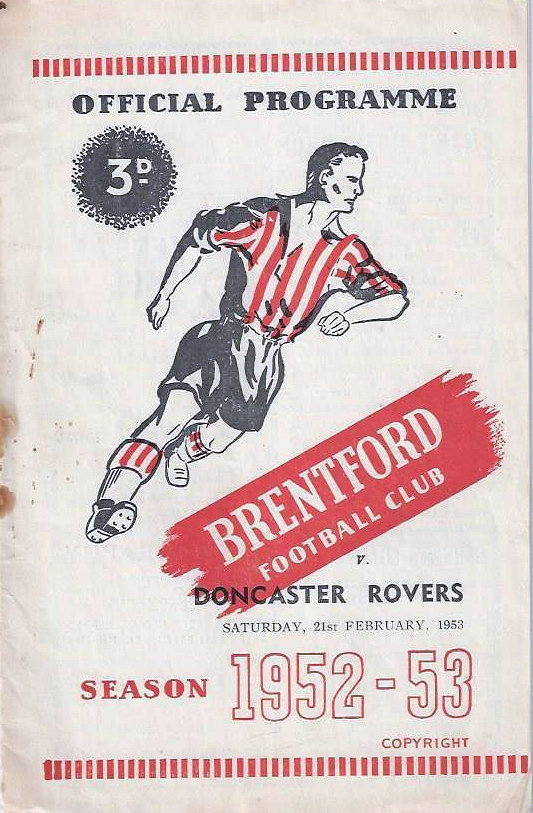 OFFICIAL PROGRAMME
3D-
BRENTFORD
FOOTBALL CLUB
v.
DONCASTER ROVERS
SATURDAY, 21st FEBRUARY, 1953
SEASON 1952-53
COPYRIGHT